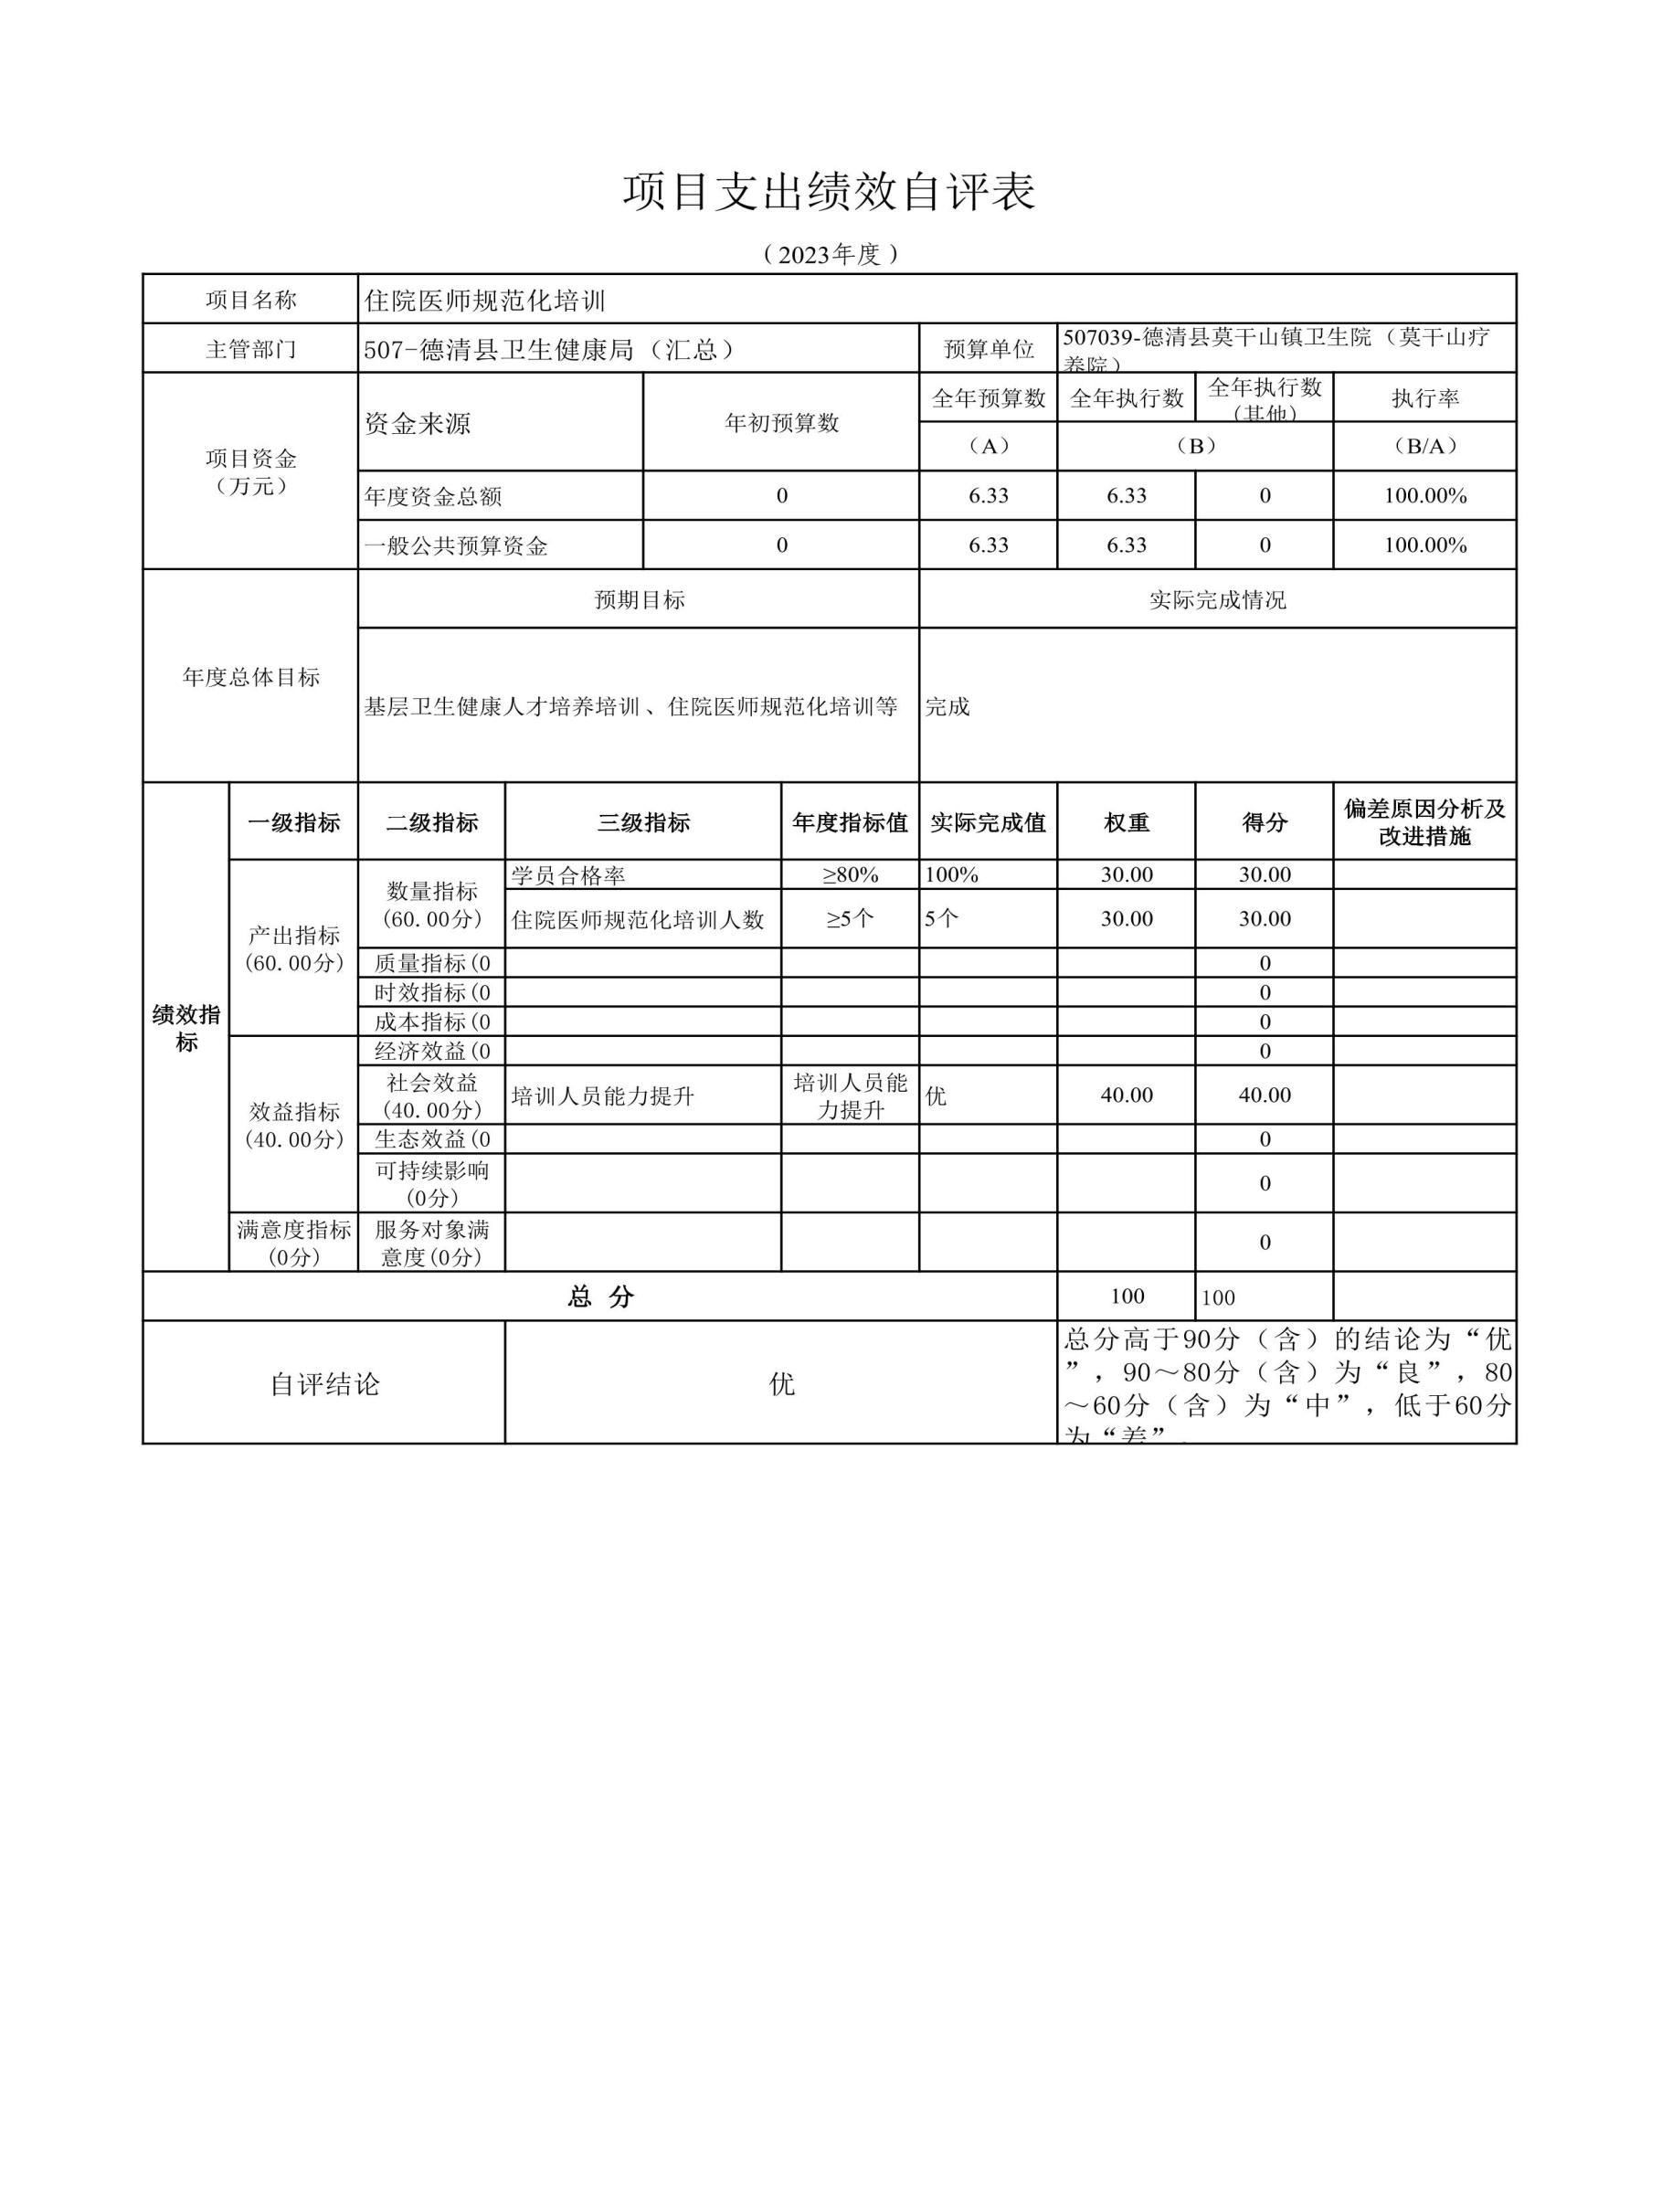 项目支出绩效自评表
（2023年度）
项目名称 住院医师规范化培训
主管部门 507-德清县卫生健康局（汇总） 预算单位 507039-德清县莫干山镇卫生院（莫干山疗
养院）
项目资金
（万元）
资金来源 年初预算数 全年预算数 全年执行数 全年执行数
（其他） 执行率
（A） （B） （B/A）
年度资金总额 0 6.33 6.33 0 100.00%
一般公共预算资金 0 6.33 6.33 0 100.00%
年度总体目标
预期目标 实际完成情况
基层卫生健康人才培养培训、住院医师规范化培训等 完成
绩效指
标
一级指标 二级指标 三级指标 年度指标值 实际完成值 权重 得分 偏差原因分析及
改进措施
产出指标
(60.00分)
数量指标
(60.00分)
学员合格率 ≥80% 100% 30.00 30.00
住院医师规范化培训人数 ≥5个 5个 30.00 30.00
质量指标(0 0
时效指标(0 0
成本指标(0 0
效益指标
(40.00分)
经济效益(0 0
社会效益
(40.00分)
培训人员能力提升 培训人员能
力提升 优 40.00 40.00
生态效益(0 0
可持续影响
(0分) 0
满意度指标
(0分)
服务对象满
意度(0分) 0
总 分 100 100
自评结论 优
总分高于90分（含）的结论为“优
”，90～80分（含）为“良”，80
～60分（含）为“中”，低于60分
为“差”。